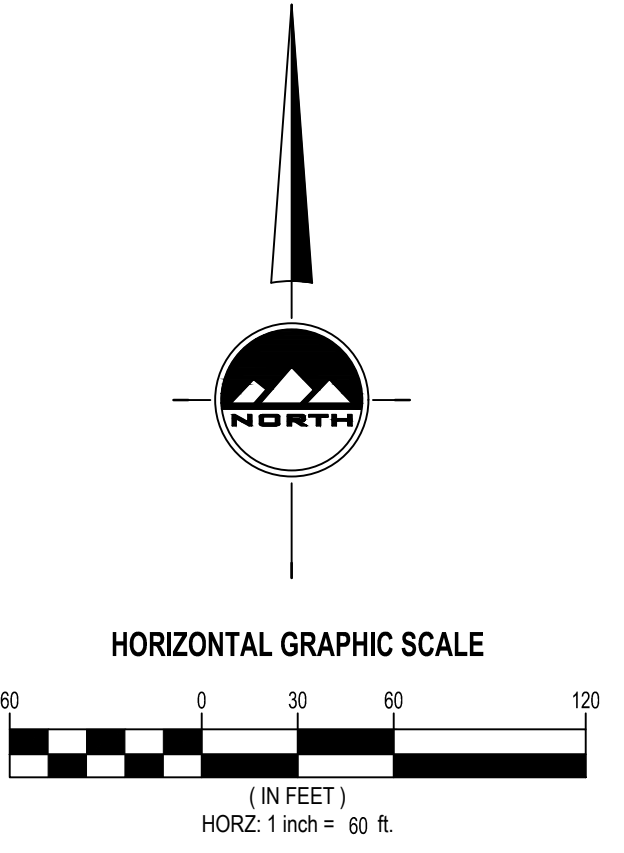 NORTH
HORIZONTAL GRAPHIC SCALE
60 0 30 60 120
( IN FEET )
HORZ: 1 inch = 60 ft.